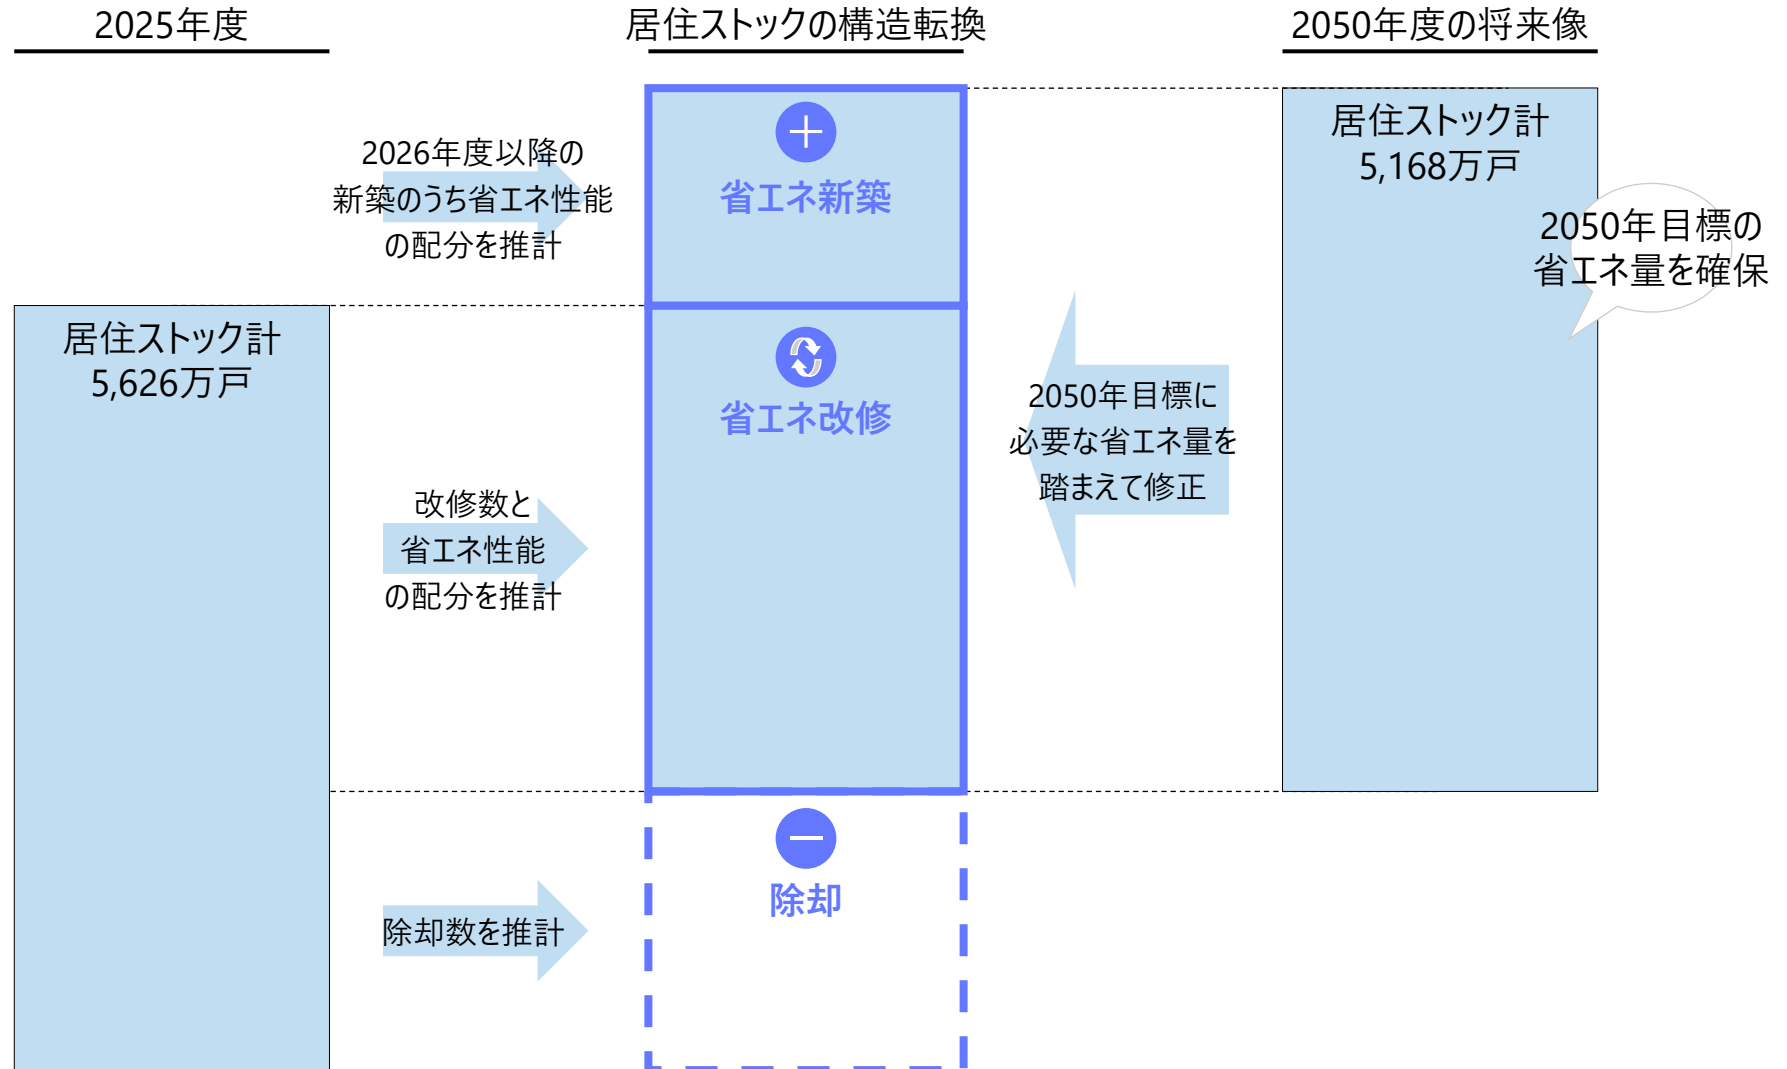 2025年度
居住ストックの構造転換
2050年度の将来像
2026年度以降の
新築のうち省エネ性能
の配分を推計
省エネ新築
居住ストック計
5,168万戸
2050年目標の
省エネ量を確保
居住ストック計
5,626万戸
省エネ改修
2050年目標に
必要な省エネ量を
踏まえて修正
改修数と
省エネ性能
の配分を推計
除却
除却数を推計